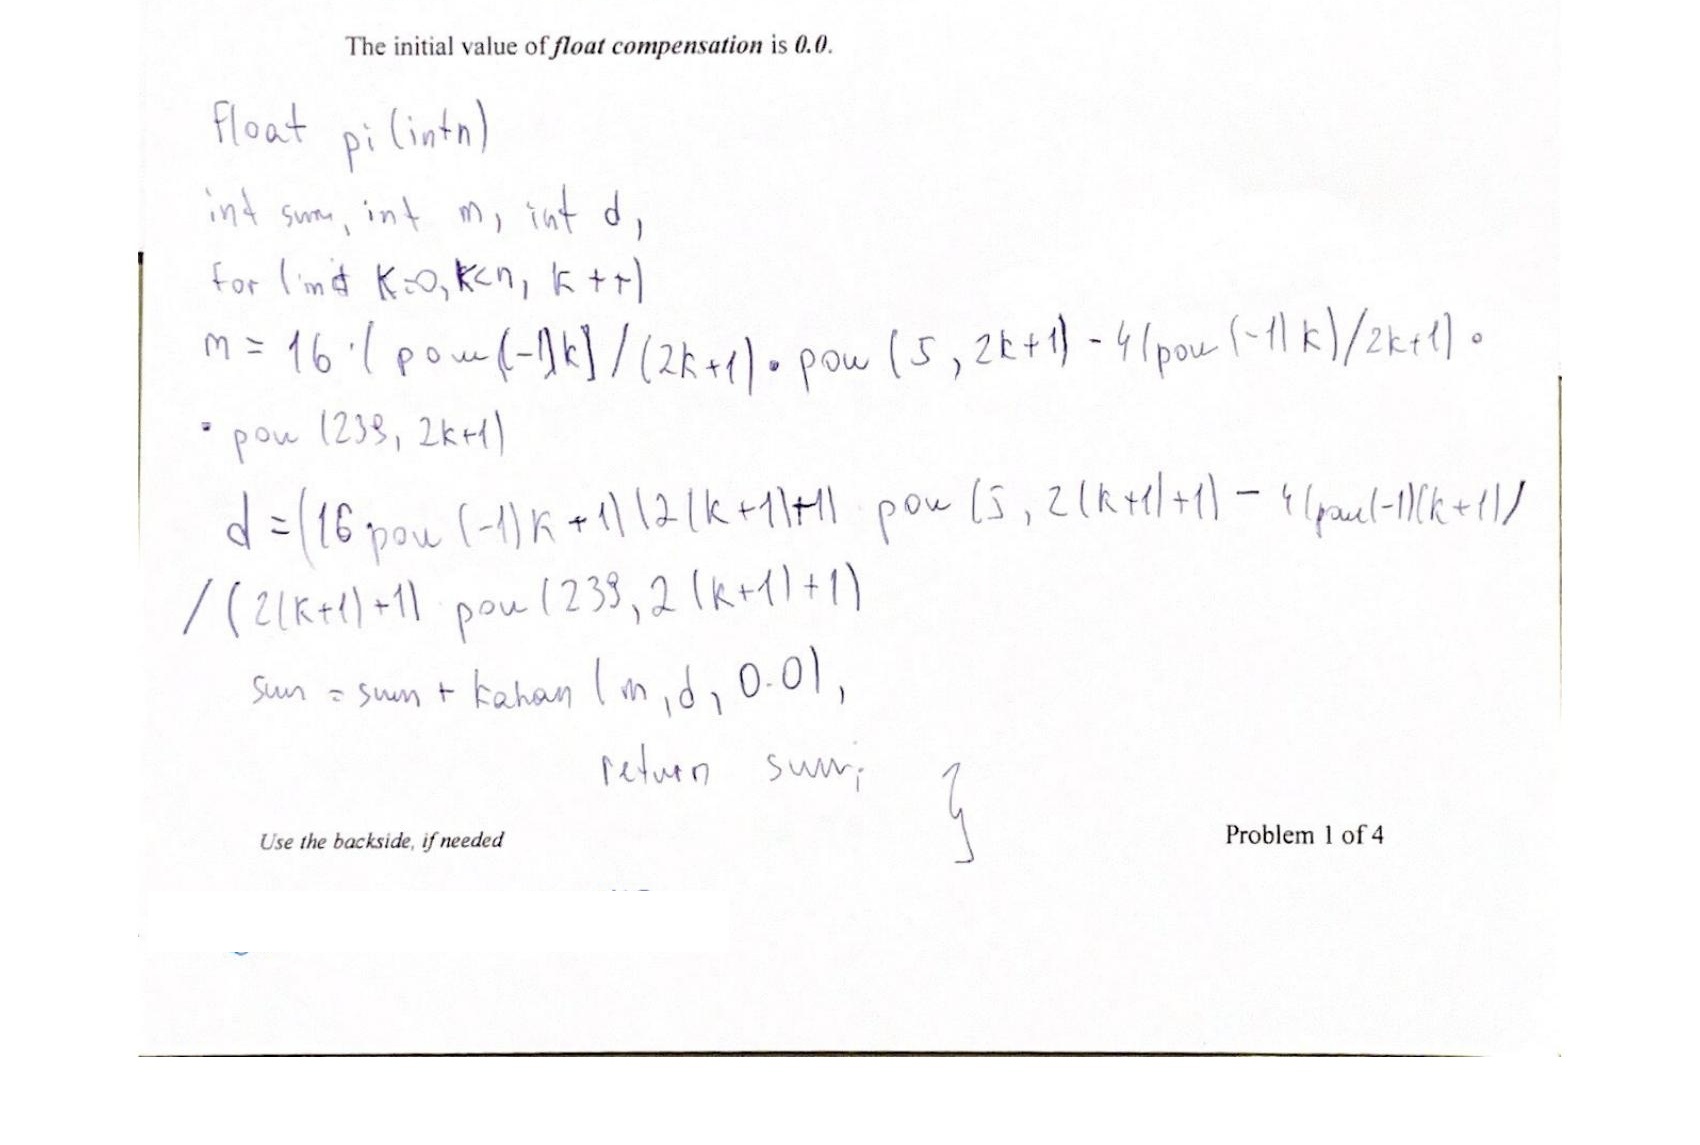 The initial value of float compensation is 0.0.
float pi (int n)
int sum, int m, int d,
for (int k=0, k<n, k++)
m = 16 · ( pow (-1)k) / (2k+1) · pow (5, 2k+1) - 4 (pow (-1) k) / 2k+1) ·
· pow (239, 2k+1)
d = (16 pow (-1) k + 1) (2(k+1)+1) pow (5, 2(k+1)+1) - 4 (pow(-1)(k+1) /
/ (2(k+1)+1) pow (239, 2(k+1)+1)
sum = sum + kahan (m, d, 0.0),
return sum;
}
Use the backside, if needed
Problem 1 of 4